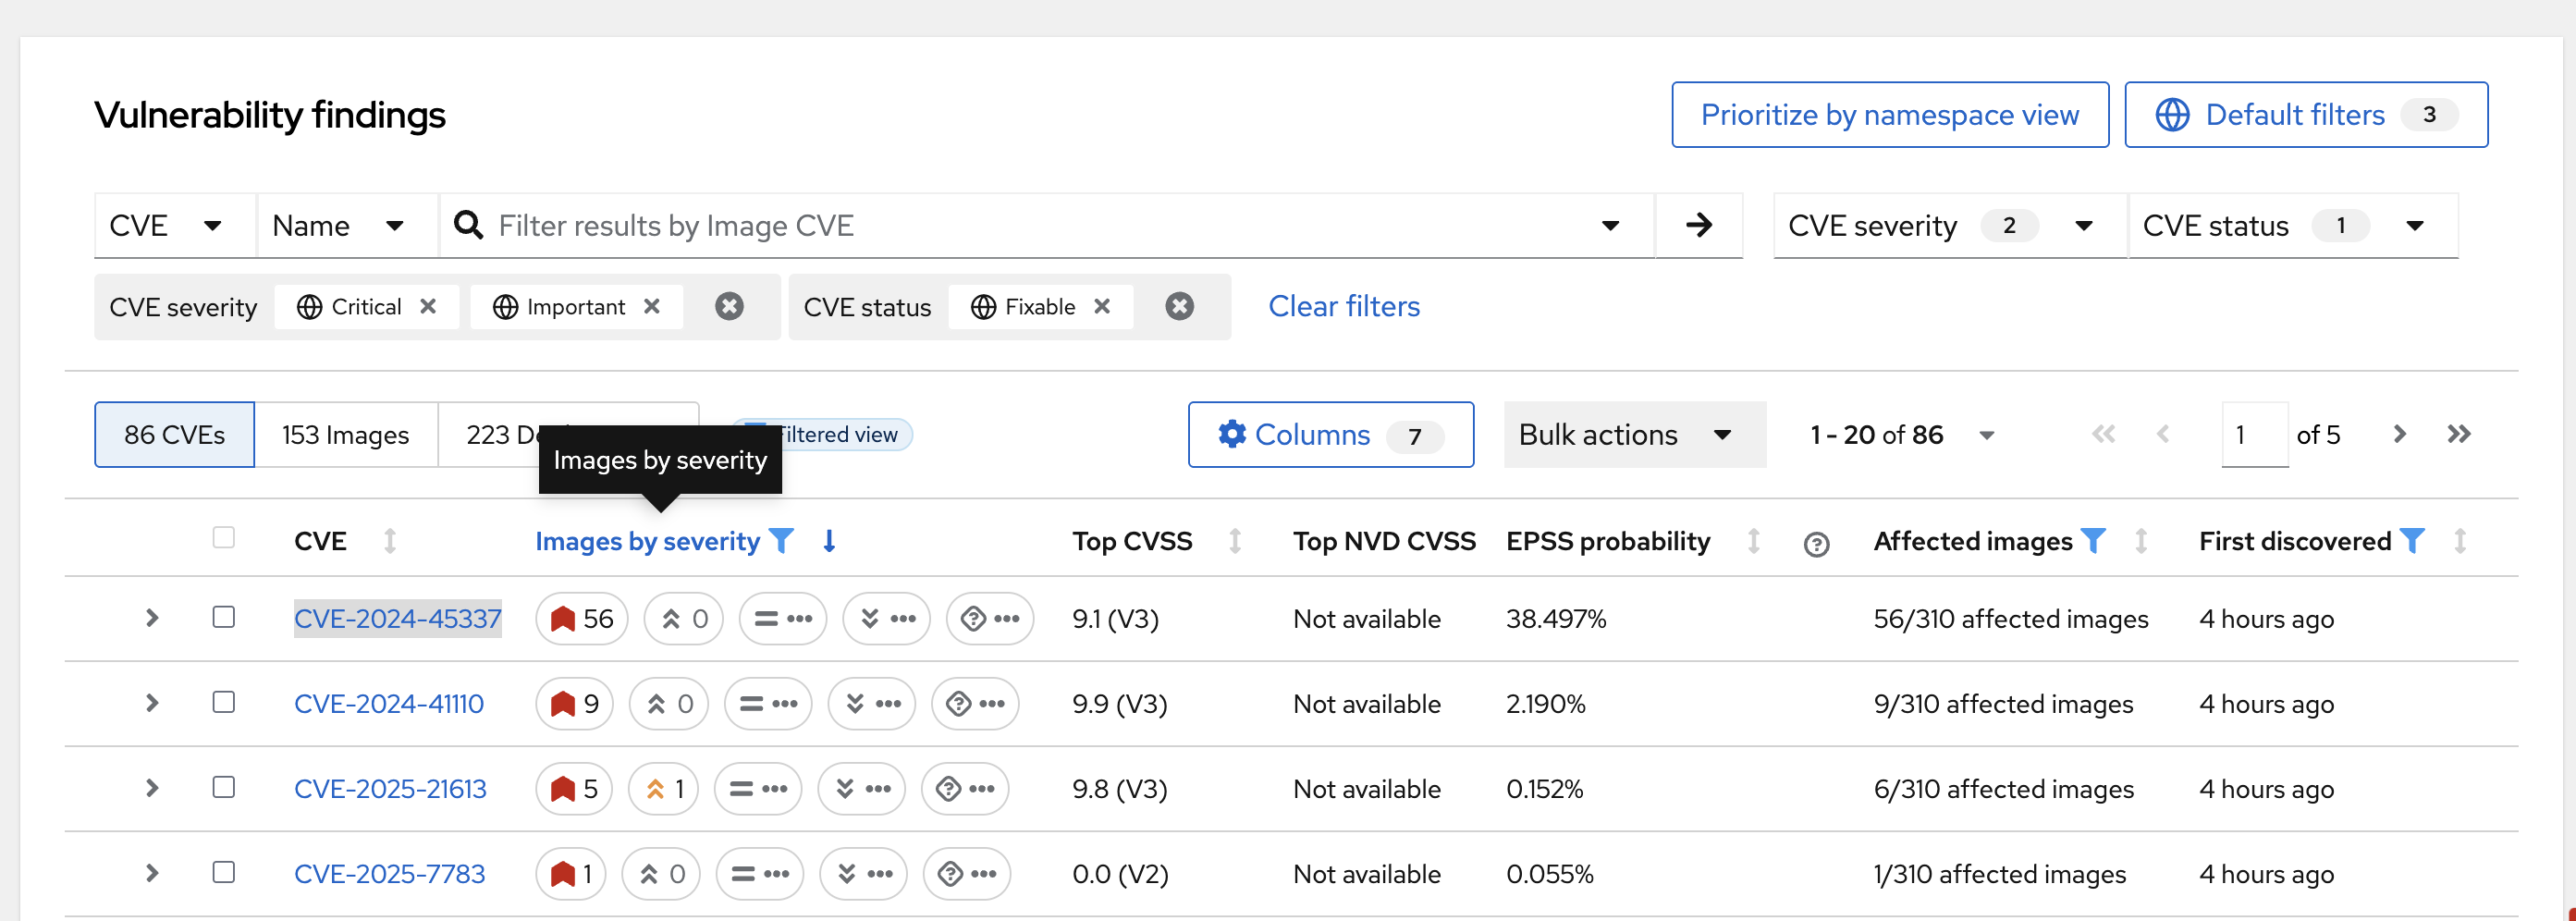 Vulnerability findings
Prioritize by namespace view
Default filters 3
CVE Name Filter results by Image CVE CVE severity 2 CVE status 1
CVE severity Critical Important CVE status Fixable Clear filters
86 CVEs 153 Images 223 Filtered view Columns 7 Bulk actions 1 - 20 of 86 1 of 5
Images by severity
CVE Images by severity Top CVSS Top NVD CVSS EPSS probability Affected images First discovered
CVE-2024-45337 56 0 9.1 (V3) Not available 38.497% 56/310 affected images 4 hours ago
CVE-2024-41110 9 0 9.9 (V3) Not available 2.190% 9/310 affected images 4 hours ago
CVE-2025-21613 5 1 9.8 (V3) Not available 0.152% 6/310 affected images 4 hours ago
CVE-2025-7783 1 0 0.0 (V2) Not available 0.055% 1/310 affected images 4 hours ago